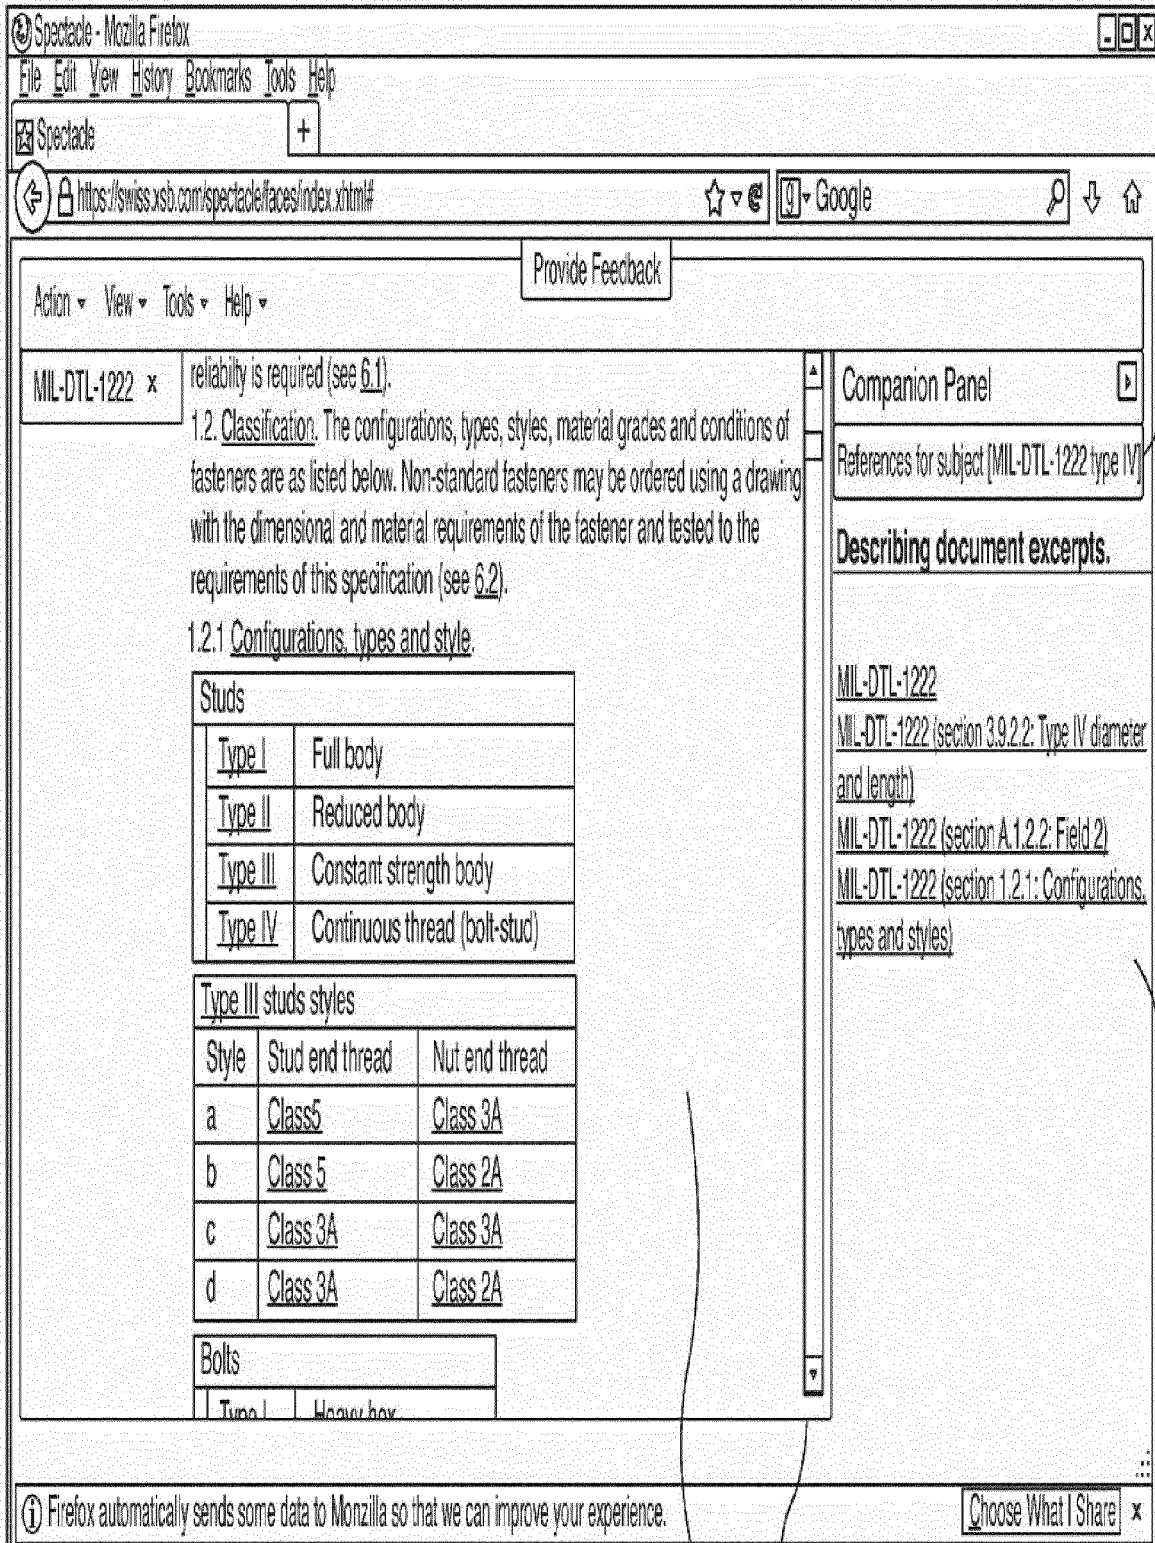 Spectacle - Mozilla Firefox
File Edit View History Bookmarks Tools Help
Spectacle +
https://swiss.xsb.com/spectacle/faces/index.xhtml# g Google
Provide Feedback
Action View Tools Help
MIL-DTL-1222 x
reliabilty is required (see 6.1).
1.2. Classification. The configurations, types, styles, material grades and conditions of
fasteners are as listed below. Non-standard fasteners may be ordered using a drawing
with the dimensional and material requirements of the fastener and tested to the
requirements of this specification (see 6.2).
1.2.1 Configurations, types and style.
Studs
Type I Full body
Type II Reduced body
Type III Constant strength body
Type IV Continuous thread (bolt-stud)
Type III studs styles
Style Stud end thread Nut end thread
a Class5 Class 3A
b Class 5 Class 2A
c Class 3A Class 3A
d Class 3A Class 2A
Bolts
Type I Heavy hex
Companion Panel
References for subject [MIL-DTL-1222 type IV]
Describing document excerpts.
MIL-DTL-1222
MIL-DTL-1222 (section 3.9.2.2: Type IV diameter
and length)
MIL-DTL-1222 (section A.1.2.2: Field 2)
MIL-DTL-1222 (section 1.2.1: Configurations,
types and styles)
Firefox automatically sends some data to Monzilla so that we can improve your experience. Choose What I Share x